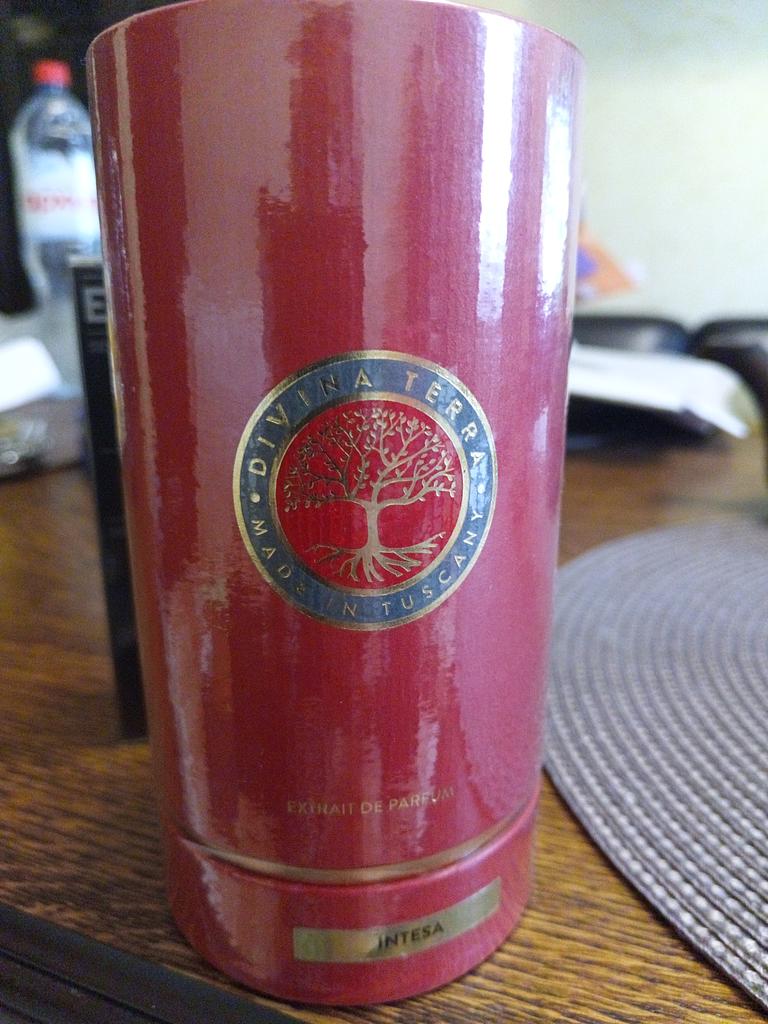 DIVINA TERRA
MADE IN TUSCANY
EXTRAIT DE PARFUM
INTESA